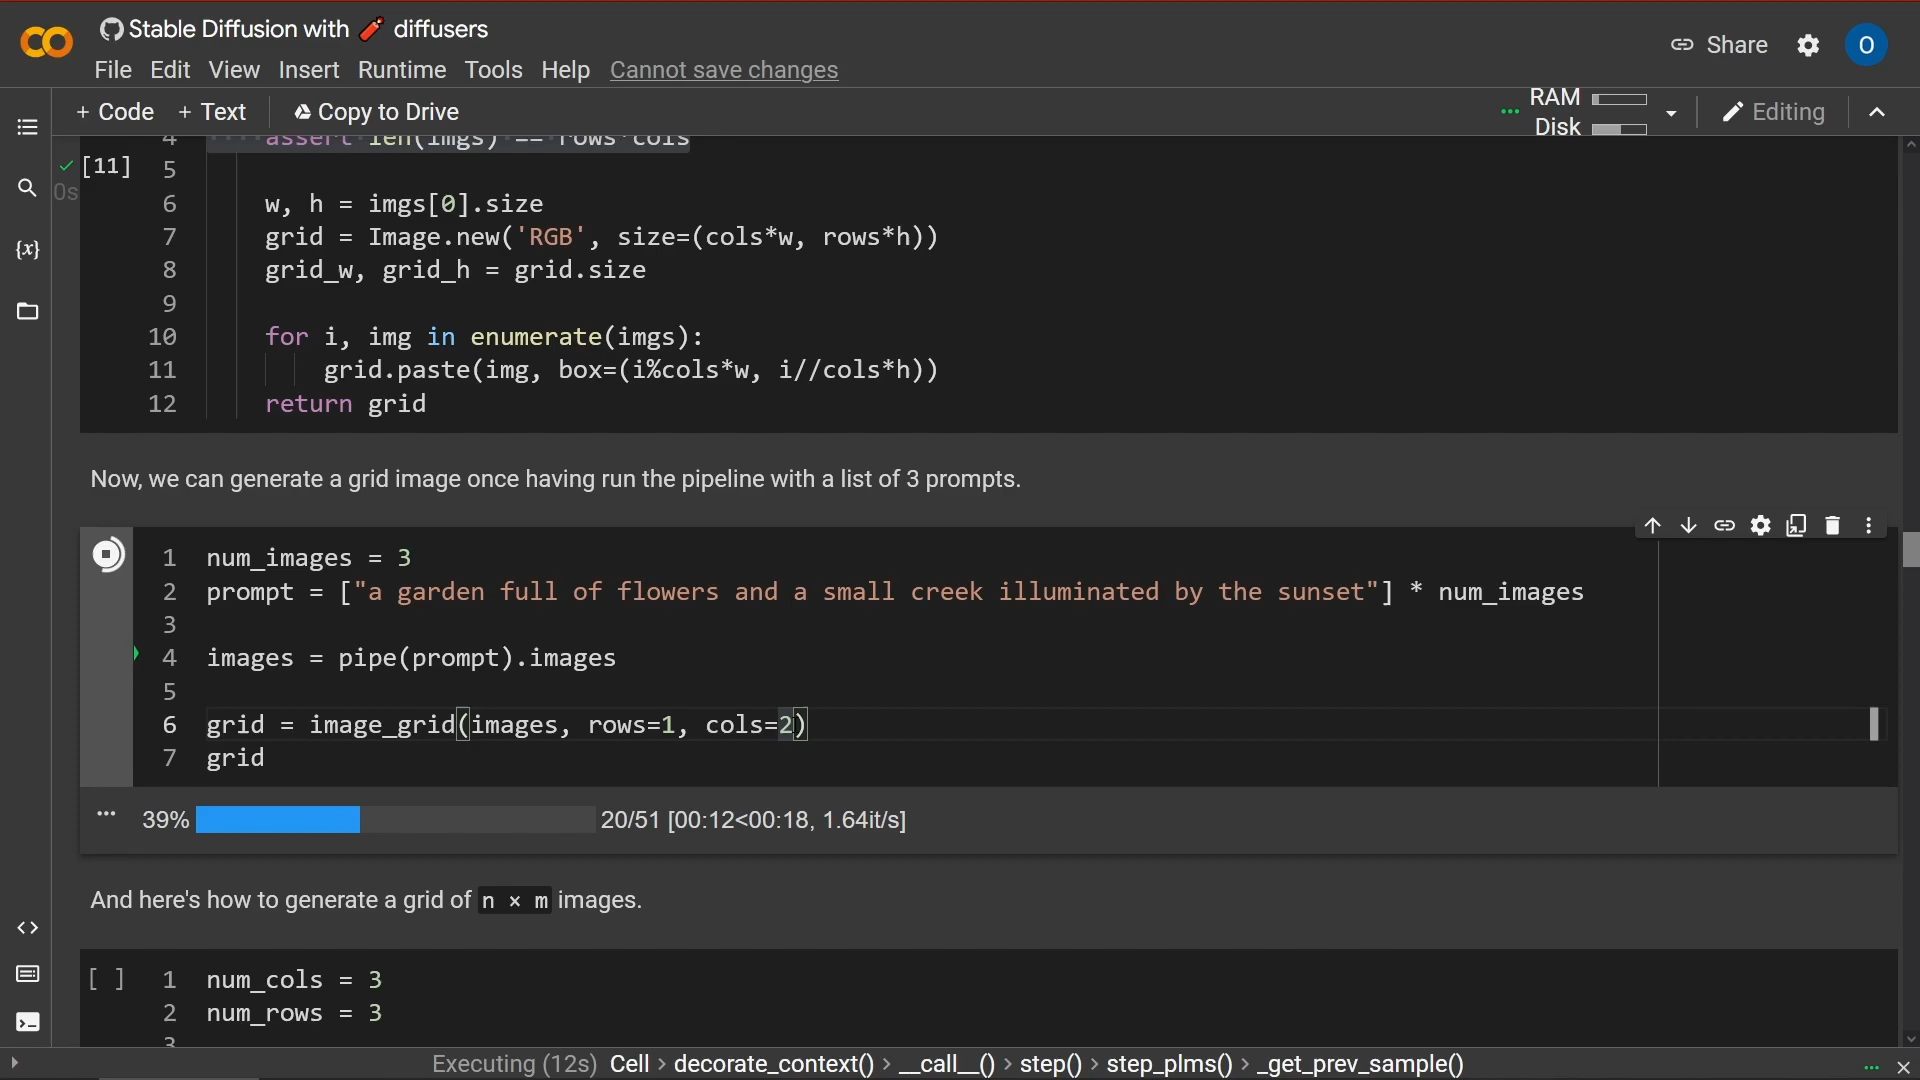 Stable Diffusion with 🧨 diffusers
File Edit View Insert Runtime Tools Help Cannot save changes
Share
O
+ Code + Text Copy to Drive
RAM
Disk
Editing
4 assert len(imgs) == rows*cols
[11] 5
0s
6 w, h = imgs[0].size
7 grid = Image.new('RGB', size=(cols*w, rows*h))
8 grid_w, grid_h = grid.size
9
10 for i, img in enumerate(imgs):
11 grid.paste(img, box=(i%cols*w, i//cols*h))
12 return grid
{x}
Now, we can generate a grid image once having run the pipeline with a list of 3 prompts.
1 num_images = 3
2 prompt = ["a garden full of flowers and a small creek illuminated by the sunset"] * num_images
3
4 images = pipe(prompt).images
5
6 grid = image_grid(images, rows=1, cols=2)
7 grid
39% 20/51 [00:12<00:18, 1.64it/s]
And here's how to generate a grid of n × m images.
[ ] 1 num_cols = 3
2 num_rows = 3
3
Executing (12s) Cell > decorate_context() > __call__() > step() > step_plms() > _get_prev_sample()